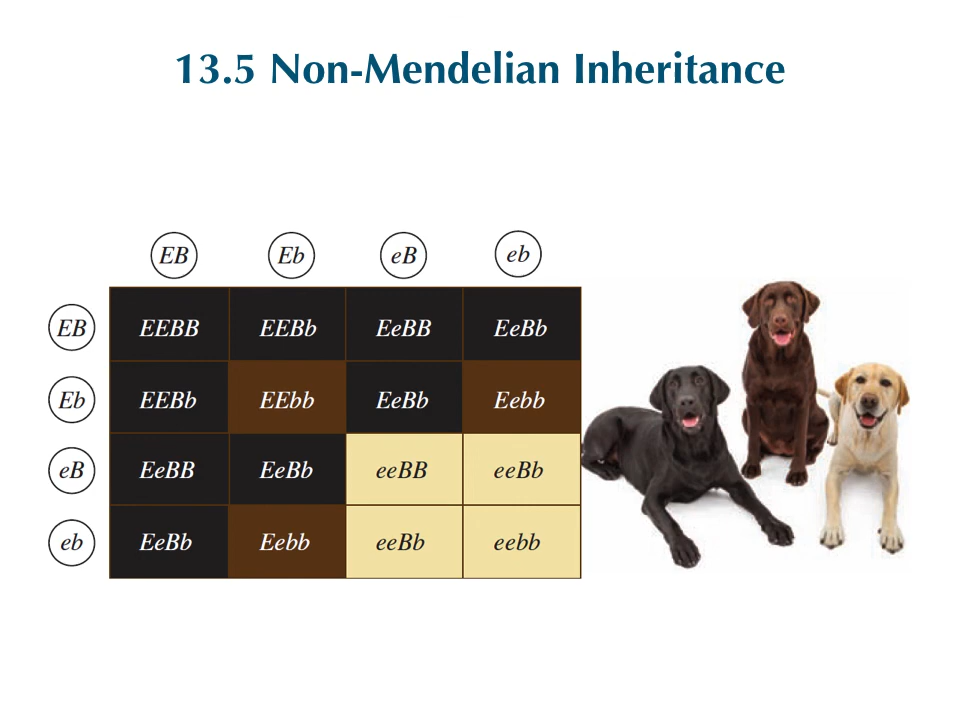 13.5 Non-Mendelian Inheritance
EB Eb eB eb
EB EEBB EEBb EeBB EeBb
Eb EEBb EEbb EeBb Eebb
eB EeBB EeBb eeBB eeBb
eb EeBb Eebb eeBb eebb